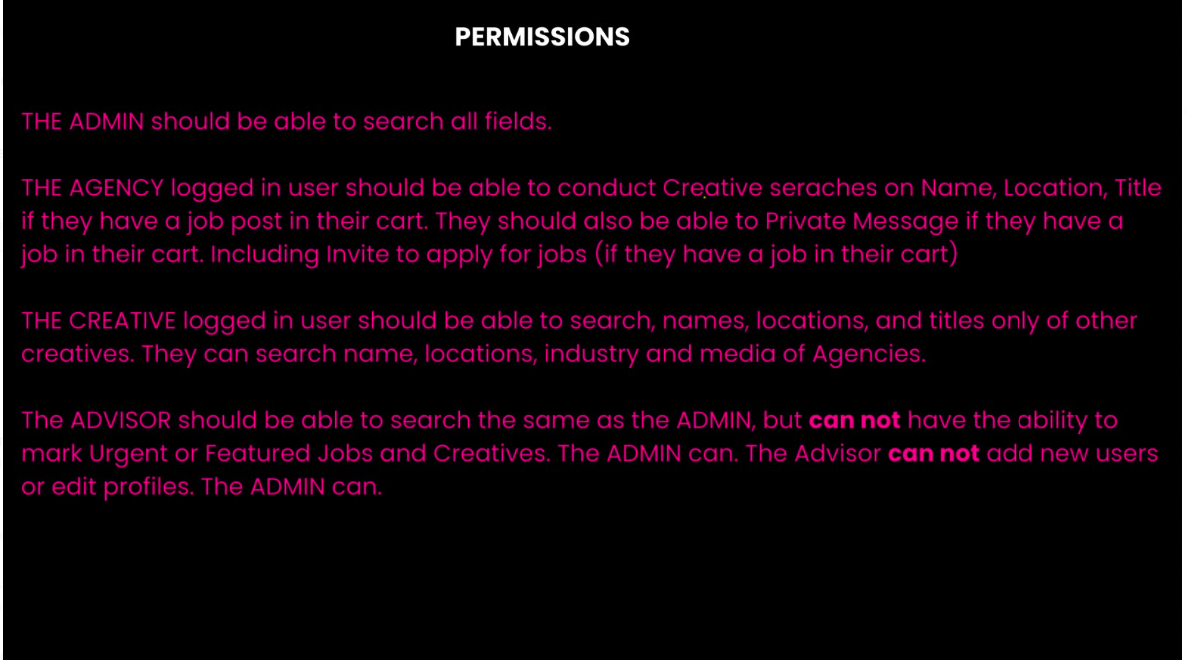 PERMISSIONS
THE ADMIN should be able to search all fields.
THE AGENCY logged in user should be able to conduct Creative seraches on Name, Location, Title
if they have a job post in their cart. They should also be able to Private Message if they have a
job in their cart. Including Invite to apply for jobs (if they have a job in their cart)
THE CREATIVE logged in user should be able to search, names, locations, and titles only of other
creatives. They can search name, locations, industry and media of Agencies.
The ADVISOR should be able to search the same as the ADMIN, but can not have the ability to
mark Urgent or Featured Jobs and Creatives. The ADMIN can. The Advisor can not add new users
or edit profiles. The ADMIN can.